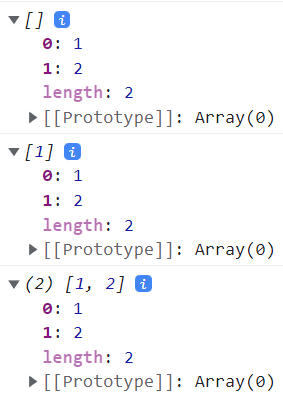 ▼[] i
0: 1
1: 2
length: 2
▶[[Prototype]]: Array(0)
▼[1] i
0: 1
1: 2
length: 2
▶[[Prototype]]: Array(0)
▼(2) [1, 2] i
0: 1
1: 2
length: 2
▶[[Prototype]]: Array(0)